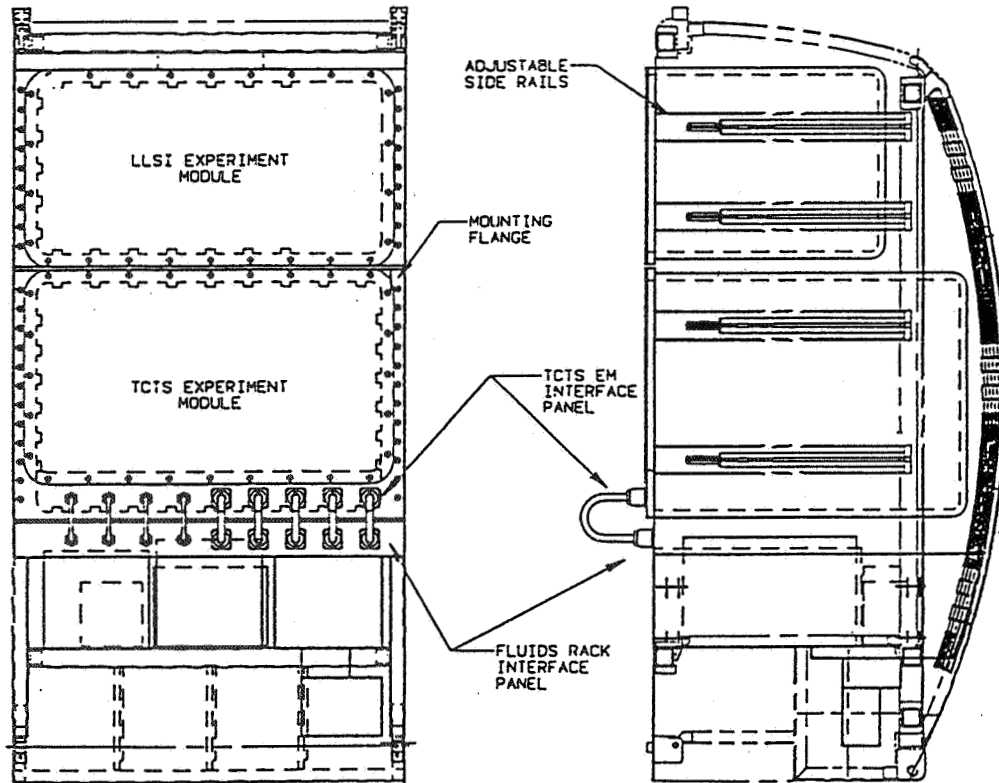 ADJUSTABLE
SIDE RAILS
LLSI EXPERIMENT
MODULE
MOUNTING
FLANGE
TCTS EXPERIMENT
MODULE
TCTS EM
INTERFACE
PANEL
FLUIDS RACK
INTERFACE
PANEL